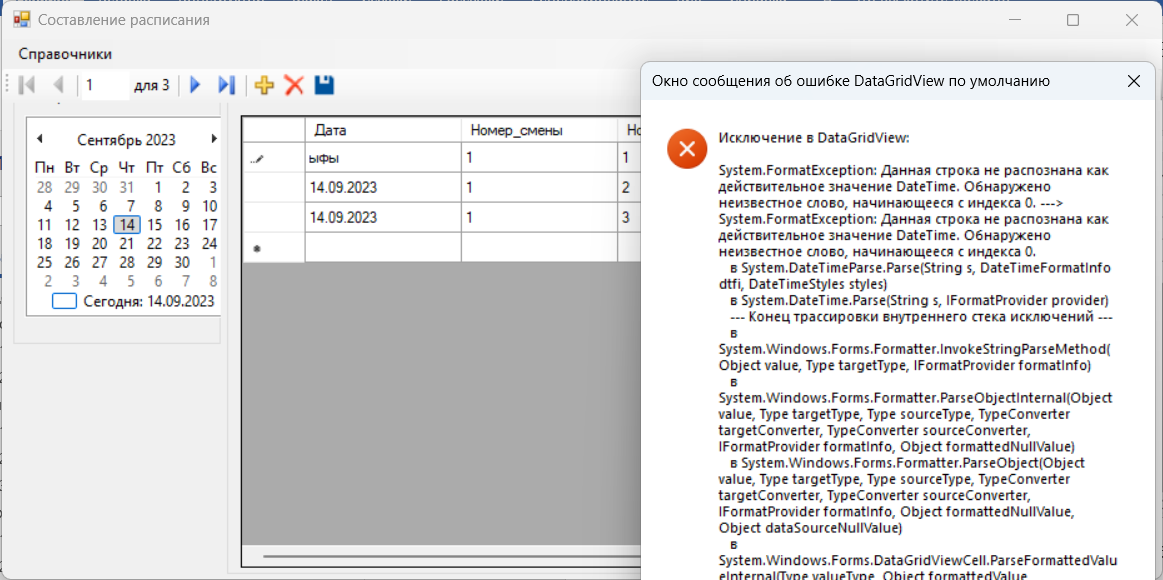 Составление расписания
Справочники
1 для 3
Сентябрь 2023
Пн Вт Ср Чт Пт Сб Вс
28 29 30 31 1 2 3
4 5 6 7 8 9 10
11 12 13 14 15 16 17
18 19 20 21 22 23 24
25 26 27 28 29 30 1
2 3 4 5 6 7 8
Сегодня: 14.09.2023
Дата Номер_смены
ыфы 1 1
14.09.2023 1 2
14.09.2023 1 3
Окно сообщения об ошибке DataGridView по умолчанию
Исключение в DataGridView:
System.FormatException: Данная строка не распознана как
действительное значение DateTime. Обнаружено
неизвестное слово, начинающееся с индекса 0. --->
System.FormatException: Данная строка не распознана как
действительное значение DateTime. Обнаружено
неизвестное слово, начинающееся с индекса 0.
в System.DateTimeParse.Parse(String s, DateTimeFormatInfo
dtfi, DateTimeStyles styles)
в System.DateTime.Parse(String s, IFormatProvider provider)
--- Конец трассировки внутреннего стека исключений ---
в
System.Windows.Forms.Formatter.InvokeStringParseMethod(
Object value, Type targetType, IFormatProvider formatInfo)
в
System.Windows.Forms.Formatter.ParseObjectInternal(Object
value, Type targetType, Type sourceType, TypeConverter
targetConverter, TypeConverter sourceConverter,
IFormatProvider formatInfo, Object formattedNullValue)
в System.Windows.Forms.Formatter.ParseObject(Object
value, Type targetType, Type sourceType, TypeConverter
targetConverter, TypeConverter sourceConverter,
IFormatProvider formatInfo, Object formattedNullValue,
Object dataSourceNullValue)
в
System.Windows.Forms.DataGridViewCell.ParseFormattedValu
eInternal(Type valueType, Object formattedValue,